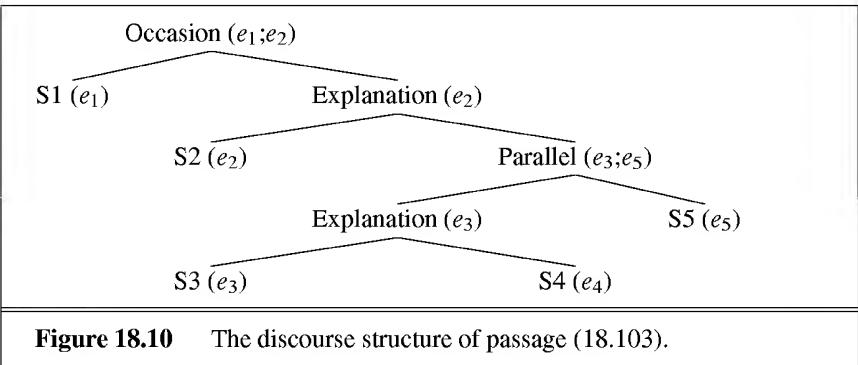 Occasion (e1;e2)
S1 (e1) Explanation (e2)
S2 (e2) Parallel (e3;e5)
Explanation (e3) S5 (e5)
S3 (e3) S4 (e4)
Figure 18.10 The discourse structure of passage (18.103).